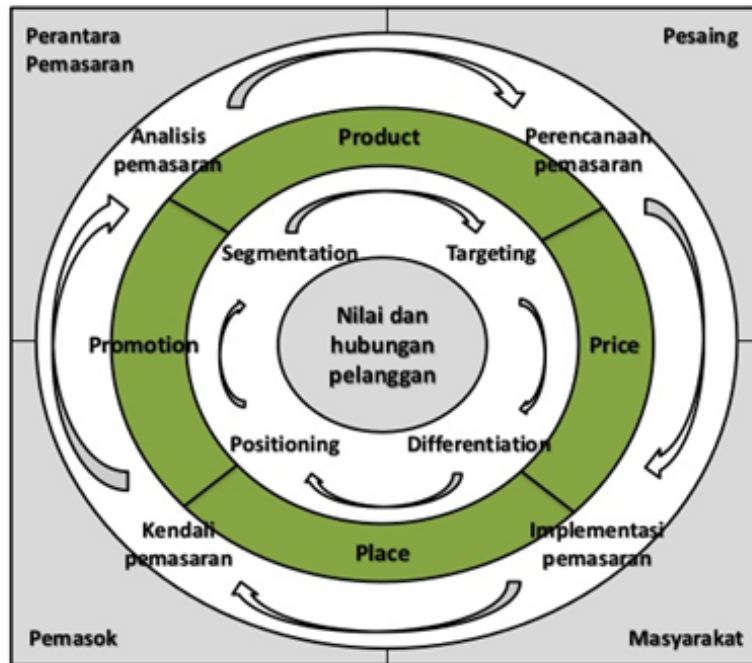 Perantara
Pemasaran
Pesaing
Analisis
pemasaran
Product
Perencanaan
pemasaran
Segmentation
Targeting
Promotion
Nilai dan
hubungan
pelanggan
Price
Positioning
Differentiation
Kendali
pemasaran
Place
Implementasi
pemasaran
Pemasok
Masyarakat